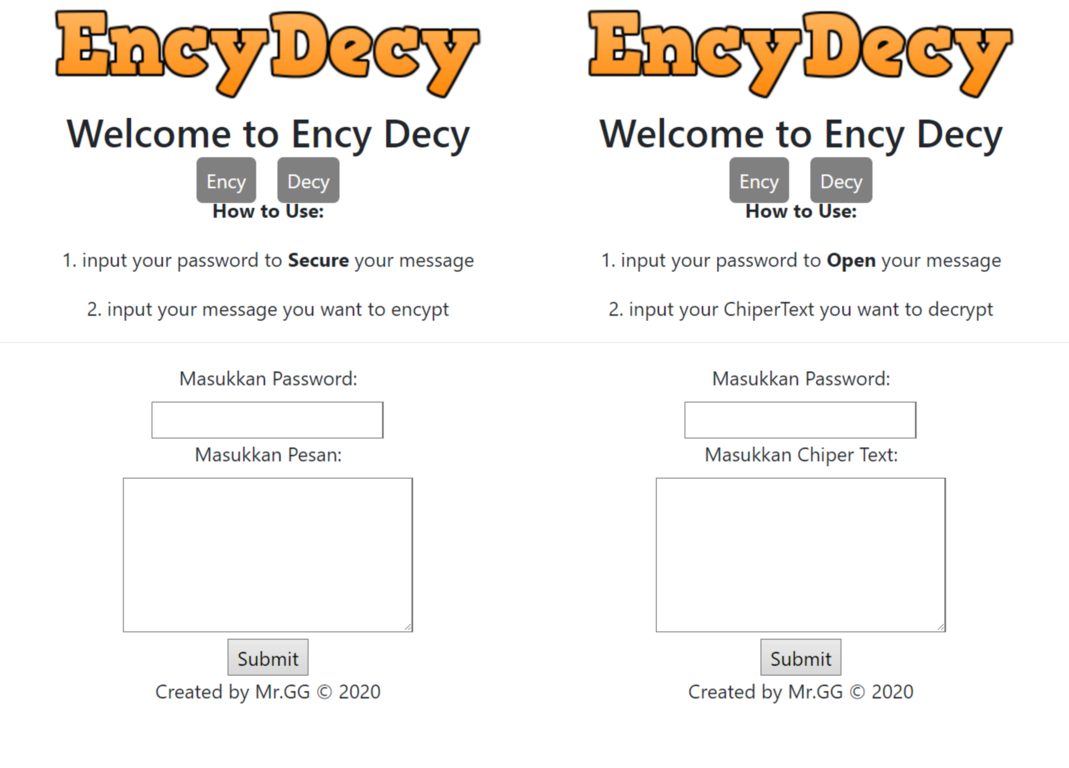 EncyDecy
Welcome to Ency Decy
Ency Decy
How to Use:
1. input your password to Secure your message
2. input your message you want to encypt
Masukkan Password:
Masukkan Pesan:
Submit
Created by Mr.GG © 2020
EncyDecy
Welcome to Ency Decy
Ency Decy
How to Use:
1. input your password to Open your message
2. input your ChiperText you want to decrypt
Masukkan Password:
Masukkan Chiper Text:
Submit
Created by Mr.GG © 2020